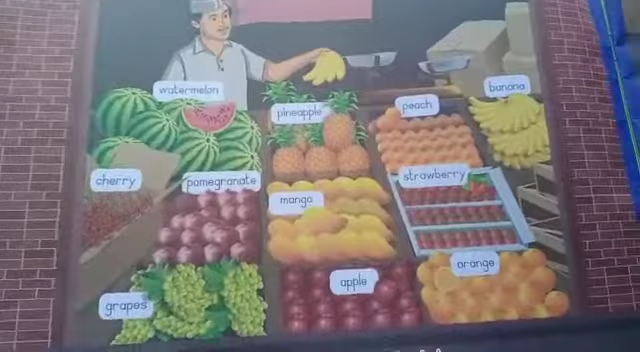 watermelon
pineapple
peach
banana
cherry
pomegranate
mango
strawberry
grapes
apple
orange